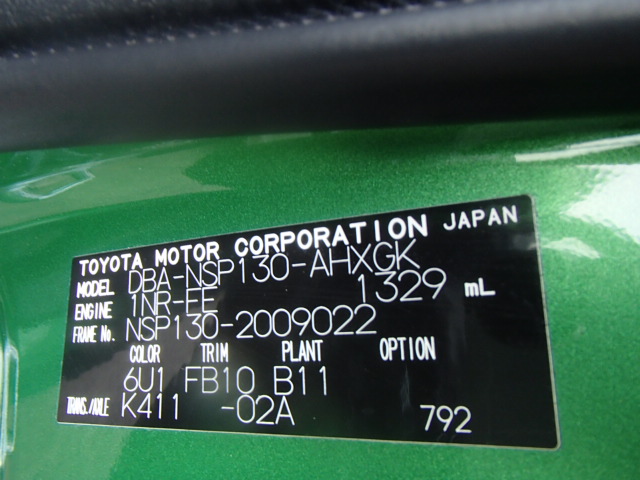 TOYOTA MOTOR CORPORATION JAPAN
MODEL DBA-NSP130-AHXGK
ENGINE 1NR-EE 1329 mL
FRAME No. NSP130-2009022
COLOR TRIM PLANT OPTION
6U1 FB10 B11
TRANS./AXLE K411 -02A 792